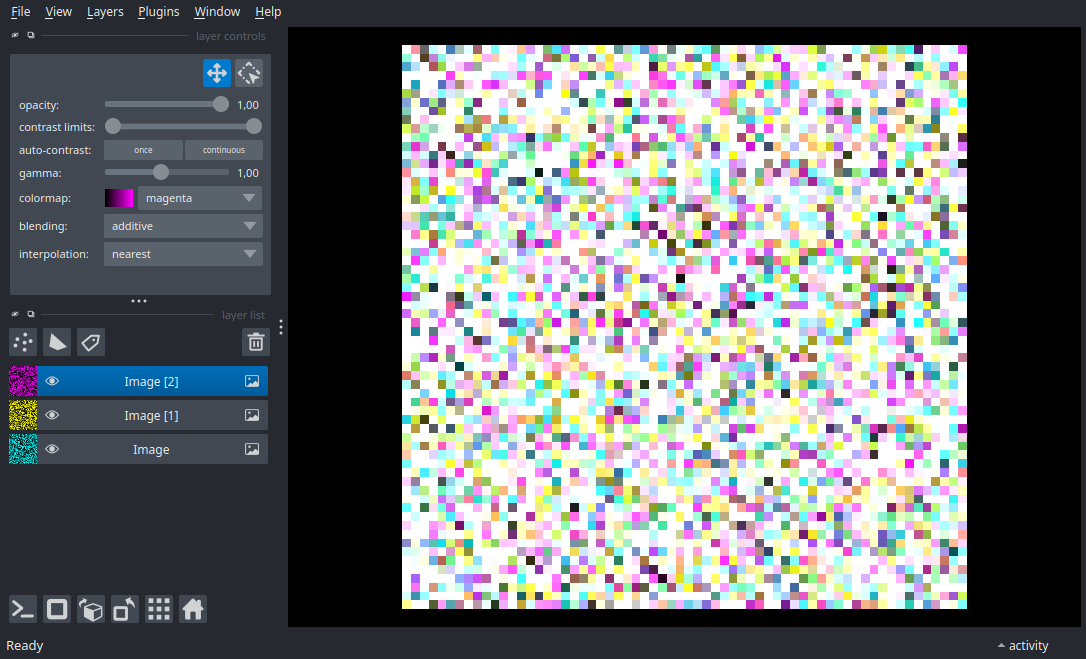 File View Layers Plugins Window Help
layer controls
opacity: 1,00
contrast limits:
auto-contrast: once continuous
gamma: 1,00
colormap: magenta
blending: additive
interpolation: nearest
layer list
Image [2]
Image [1]
Image
Ready activity